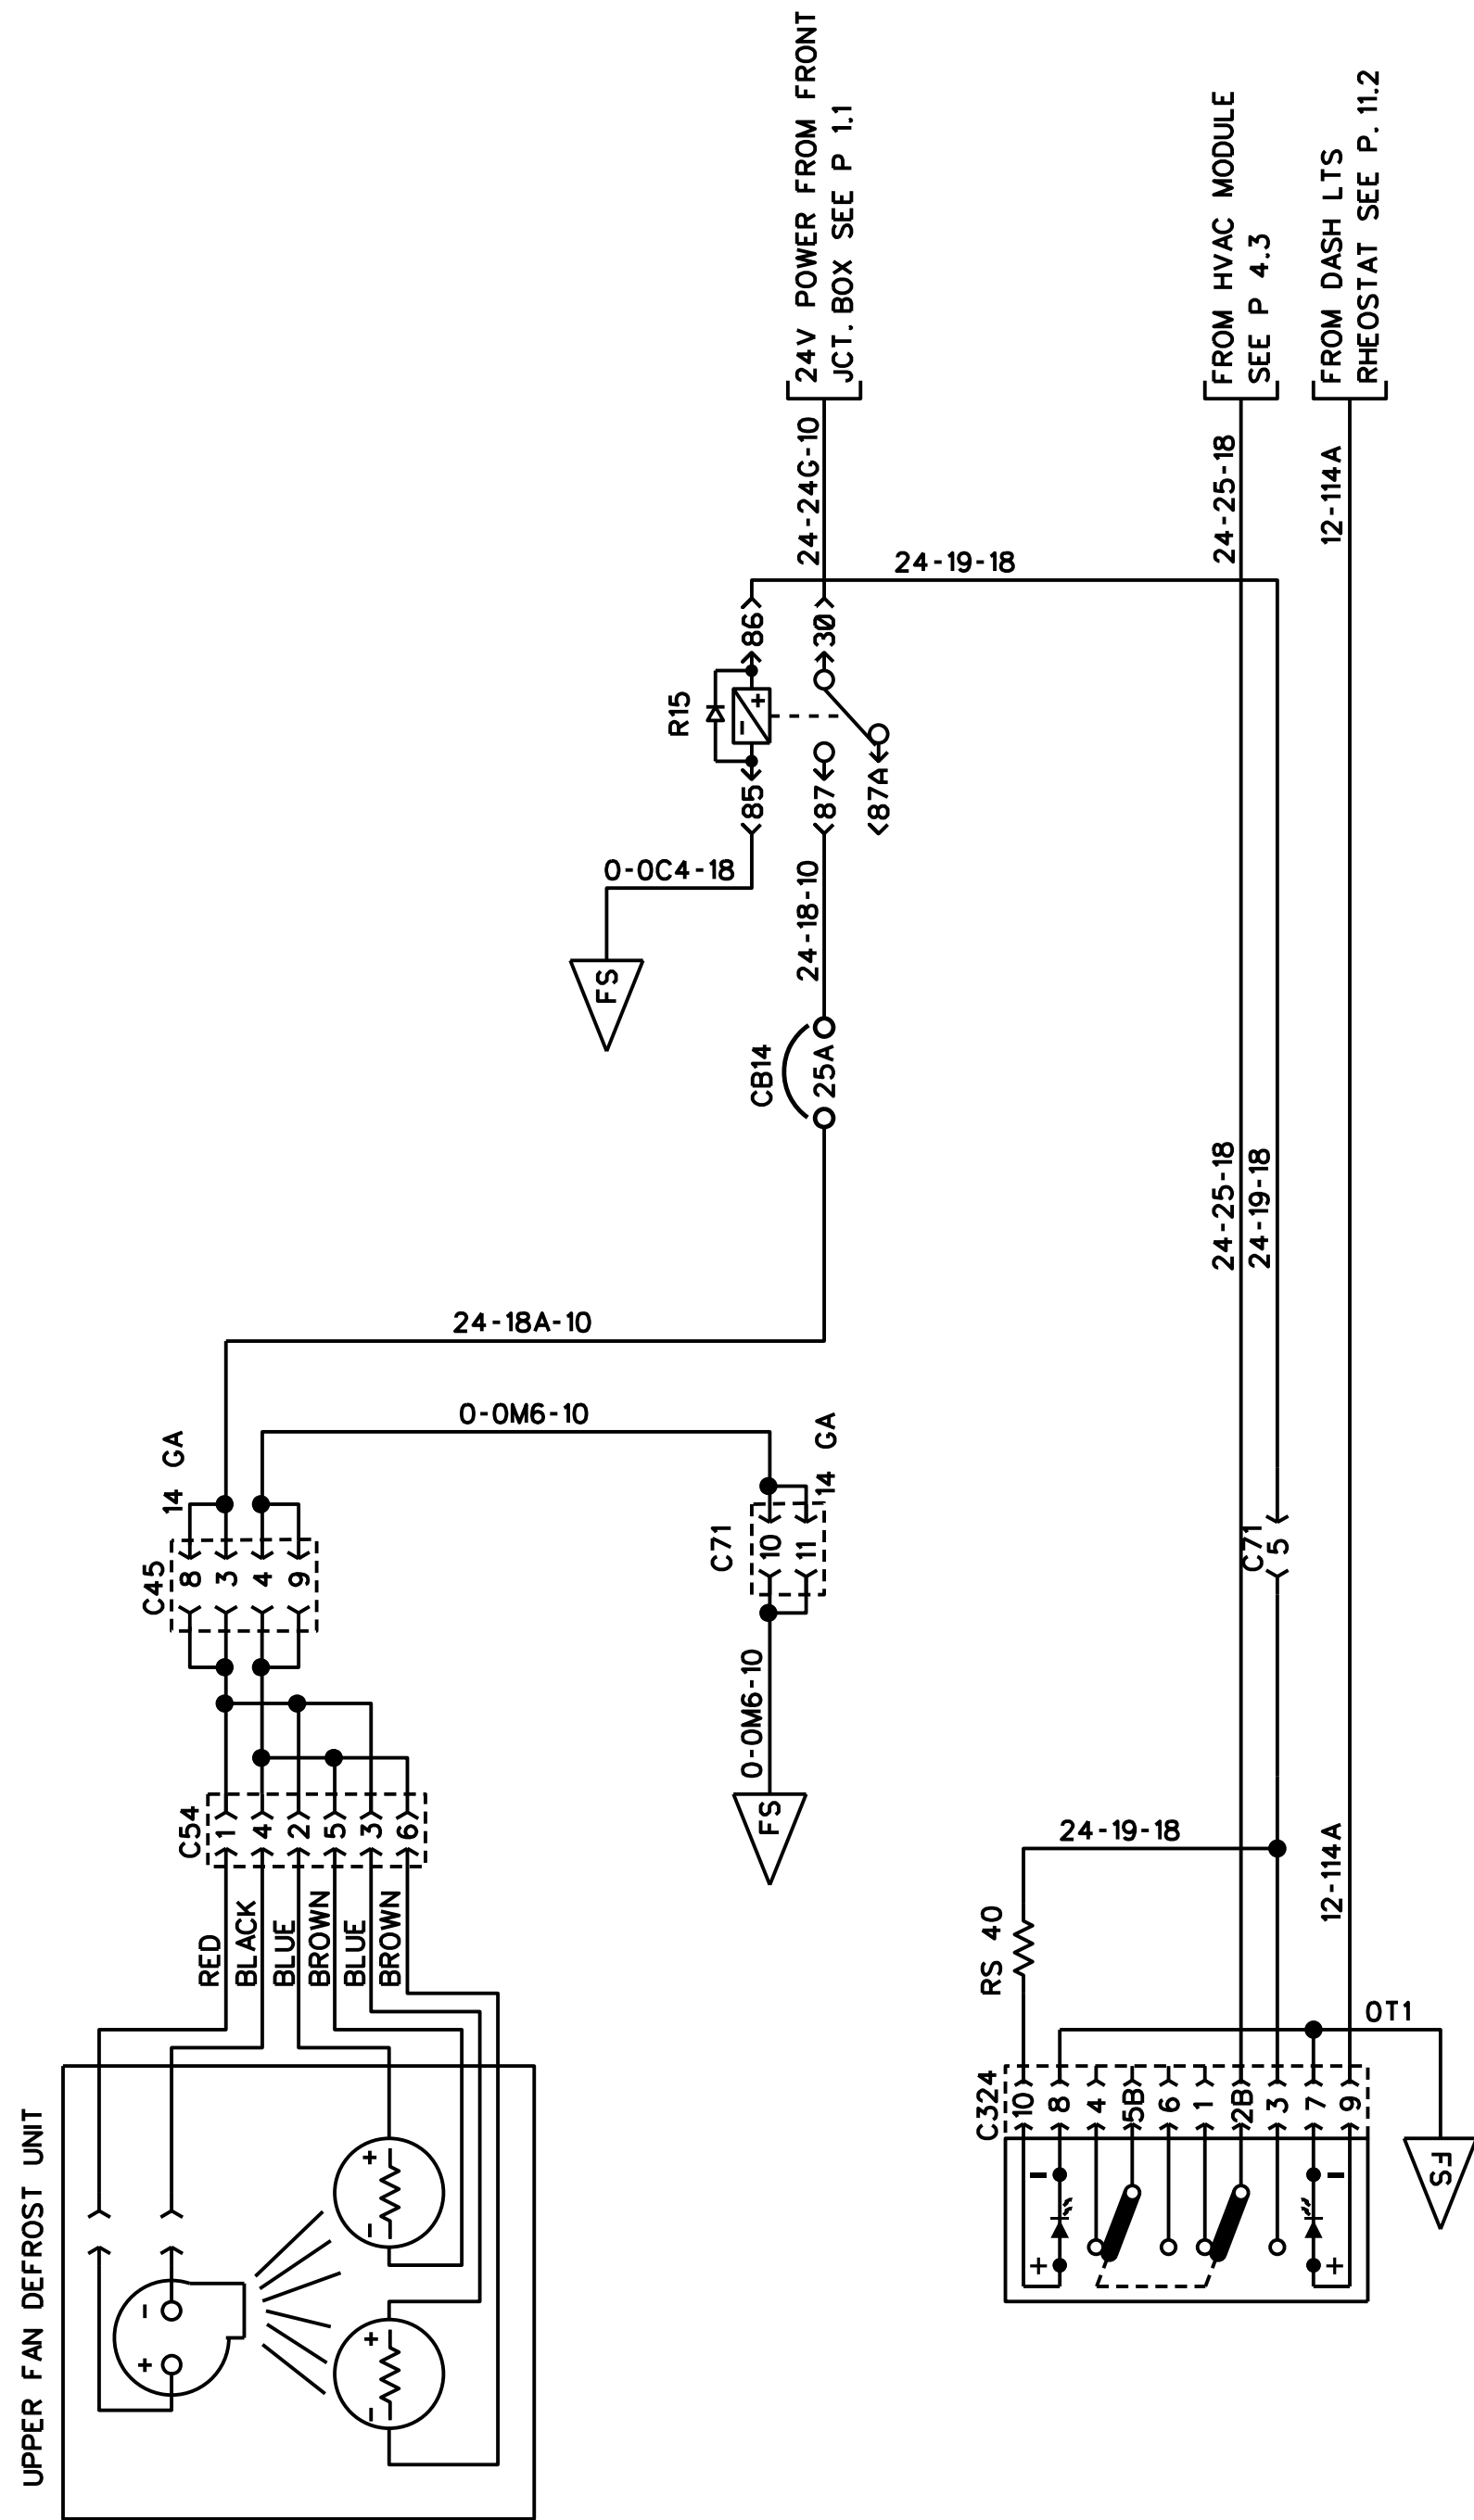 24V POWER FROM FRONT
JCT. BOX SEE P 1.1
FROM HVAC MODULE
SEE P 4.3
FROM DASH LTS
RHEOSTAT SEE P. 11.2
24-24G-10
24-25-18
12-114A
24-19-18
86
30
R15
+
-
85
87
87A
0-0C4-18
24-18-10
FS
CB14
25A
24-25-18
24-19-18
24-18A-10
0-0M6-10
14 GA
14 GA
C45
8
3
4
9
C71
10
11
C71
5
0-0M6-10
FS
C54
1
4
2
5
3
6
24-19-18
12-114A
RED
BLACK
BLUE
BROWN
BLUE
BROWN
RS 40
OT1
C324
10
8
4
5B
6
1
2B
3
7
9
FS
-
-
+
+
UPPER FAN DEFROST UNIT
+
-
-
+
+
-